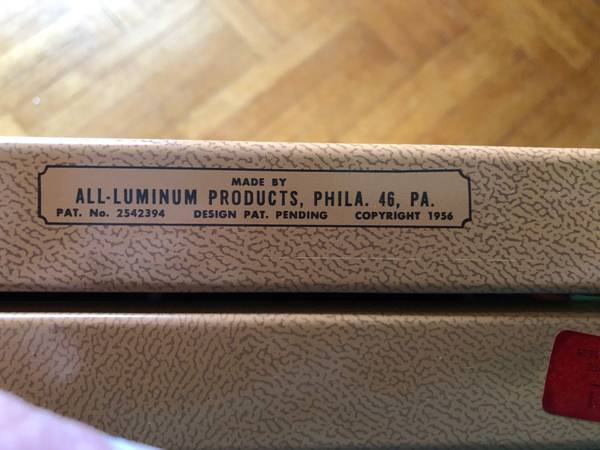 MADE BY
ALL-LUMINUM PRODUCTS, PHILA. 46, PA.
PAT. No. 2542394 DESIGN PAT. PENDING COPYRIGHT 1956